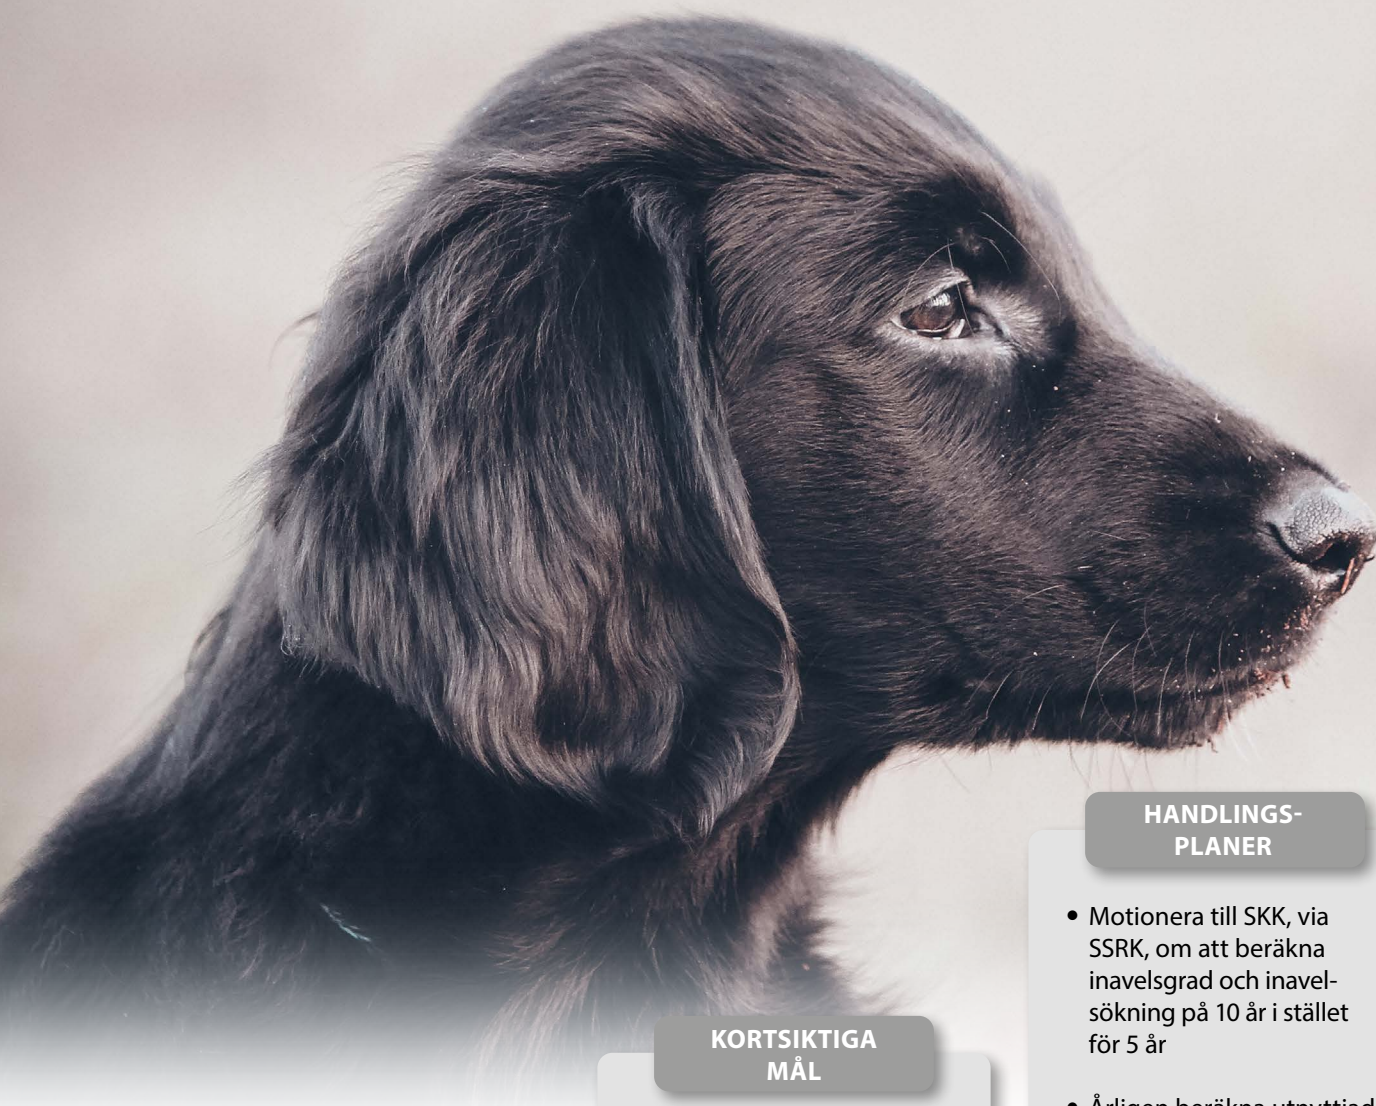 HANDLINGS-
PLANER
• Motionera till SKK, via
SSRK, om att beräkna
inavelsgrad och inavel-
sökning på 10 år i stället
för 5 år
• Årligen beräkna utnyttjad
KORTSIKTIGA
MÅL